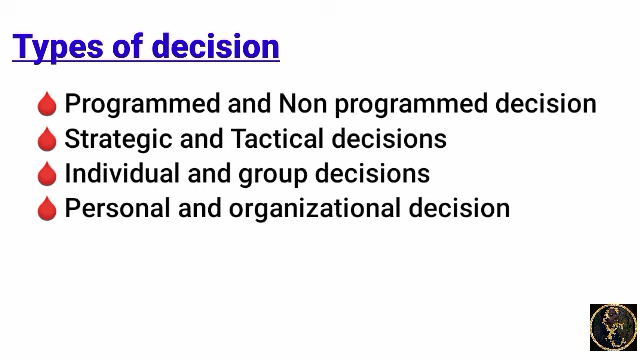 Types of decision
Programmed and Non programmed decision
Strategic and Tactical decisions
Individual and group decisions
Personal and organizational decision